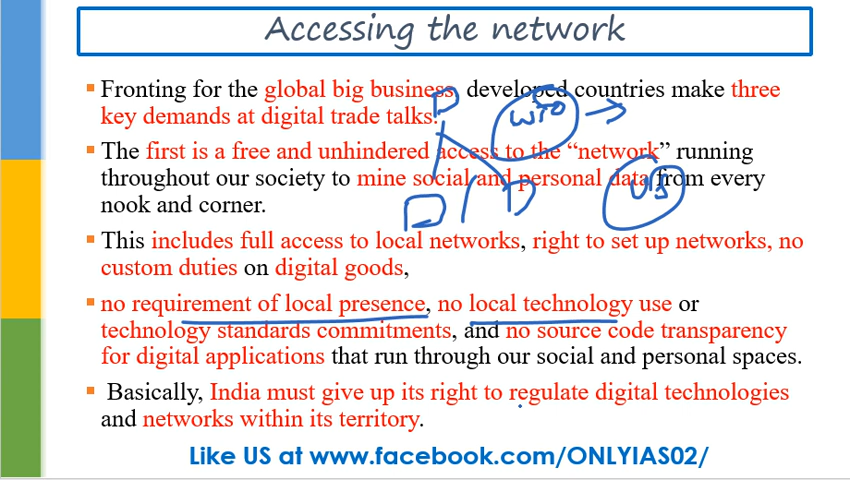 Accessing the network
Fronting for the global big business, developed countries make three
key demands at digital trade talks.
The first is a free and unhindered access to the “network” running
throughout our society to mine social and personal data from every
nook and corner.
This includes full access to local networks, right to set up networks, no
custom duties on digital goods,
no requirement of local presence, no local technology use or
technology standards commitments, and no source code transparency
for digital applications that run through our social and personal spaces.
Basically, India must give up its right to regulate digital technologies
and networks within its territory.
Like US at www.facebook.com/ONLYIAS02/
WTO
US
D